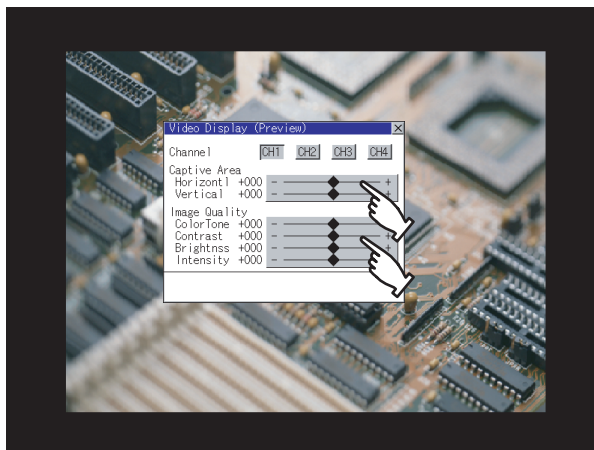 Video Display (Preview) ×
Channel CH1 CH2 CH3 CH4
Captive Area
Horizontl +000 - +
Vertical +000 - +
Image Quality
ColorTone +000 - +
Contrast +000 - +
Brightnss +000 - +
Intensity +000 - +